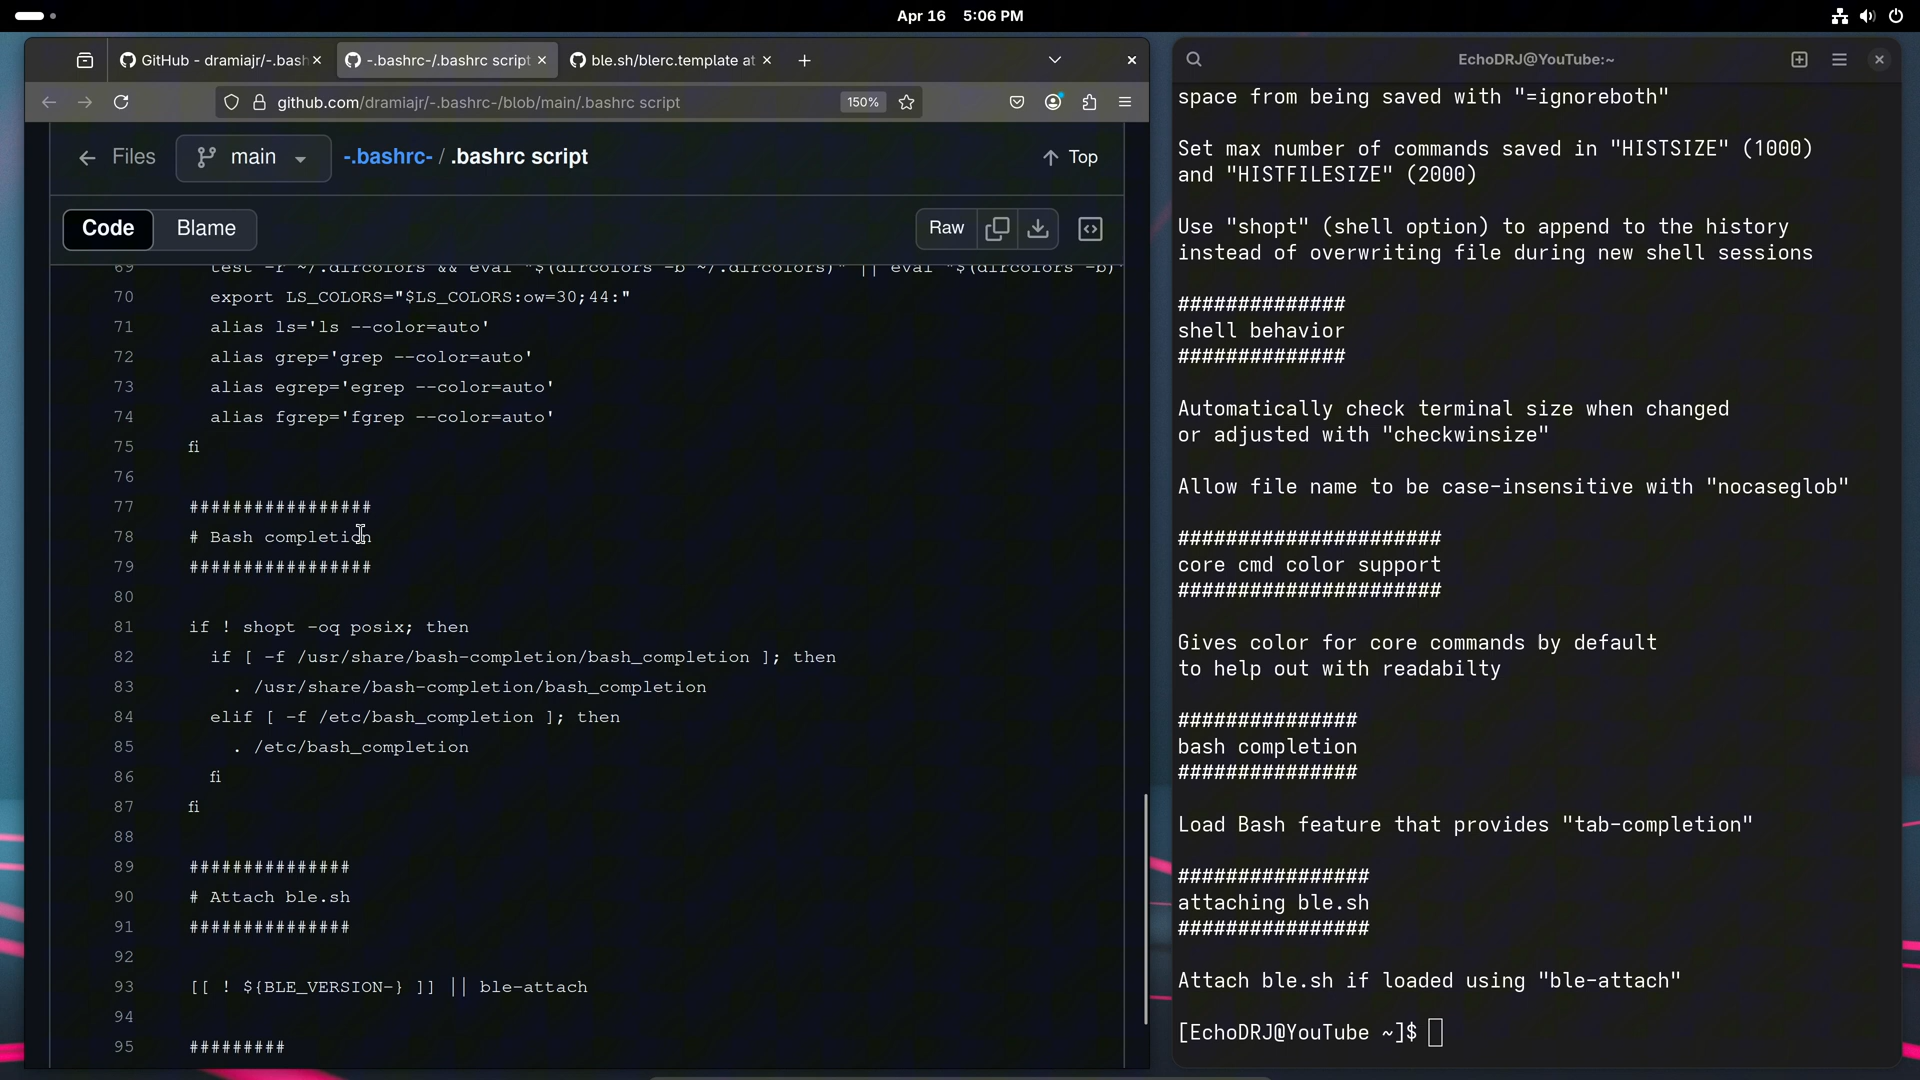 Apr 16 5:06 PM
GitHub - dramiajr/-.bash
-.bashrc-/.bashrc script
ble.sh/blerc.template at
github.com/dramiajr/-.bashrc-/blob/main/.bashrc script
150%
Files
main
-.bashrc- / .bashrc script
Top
Code
Blame
Raw
69 test -r ~/.dircolors && eval "$(dircolors -b ~/.dircolors)" || eval "$(dircolors -b)"
70 export LS_COLORS="$LS_COLORS:ow=30;44:"
71 alias ls='ls --color=auto'
72 alias grep='grep --color=auto'
73 alias egrep='egrep --color=auto'
74 alias fgrep='fgrep --color=auto'
75 fi
76
77 #################
78 # Bash completion
79 #################
80
81 if ! shopt -oq posix; then
82 if [ -f /usr/share/bash-completion/bash_completion ]; then
83 . /usr/share/bash-completion/bash_completion
84 elif [ -f /etc/bash_completion ]; then
85 . /etc/bash_completion
86 fi
87 fi
88
89 ###############
90 # Attach ble.sh
91 ###############
92
93 [[ ! ${BLE_VERSION-} ]] || ble-attach
94
95 #########
EchoDRJ@YouTube:~
space from being saved with "=ignoreboth"
Set max number of commands saved in "HISTSIZE" (1000)
and "HISTFILESIZE" (2000)
Use "shopt" (shell option) to append to the history
instead of overwriting file during new shell sessions
##############
shell behavior
##############
Automatically check terminal size when changed
or adjusted with "checkwinsize"
Allow file name to be case-insensitive with "nocaseglob"
######################
core cmd color support
######################
Gives color for core commands by default
to help out with readabilty
###############
bash completion
###############
Load Bash feature that provides "tab-completion"
################
attaching ble.sh
################
Attach ble.sh if loaded using "ble-attach"
[EchoDRJ@YouTube ~]$